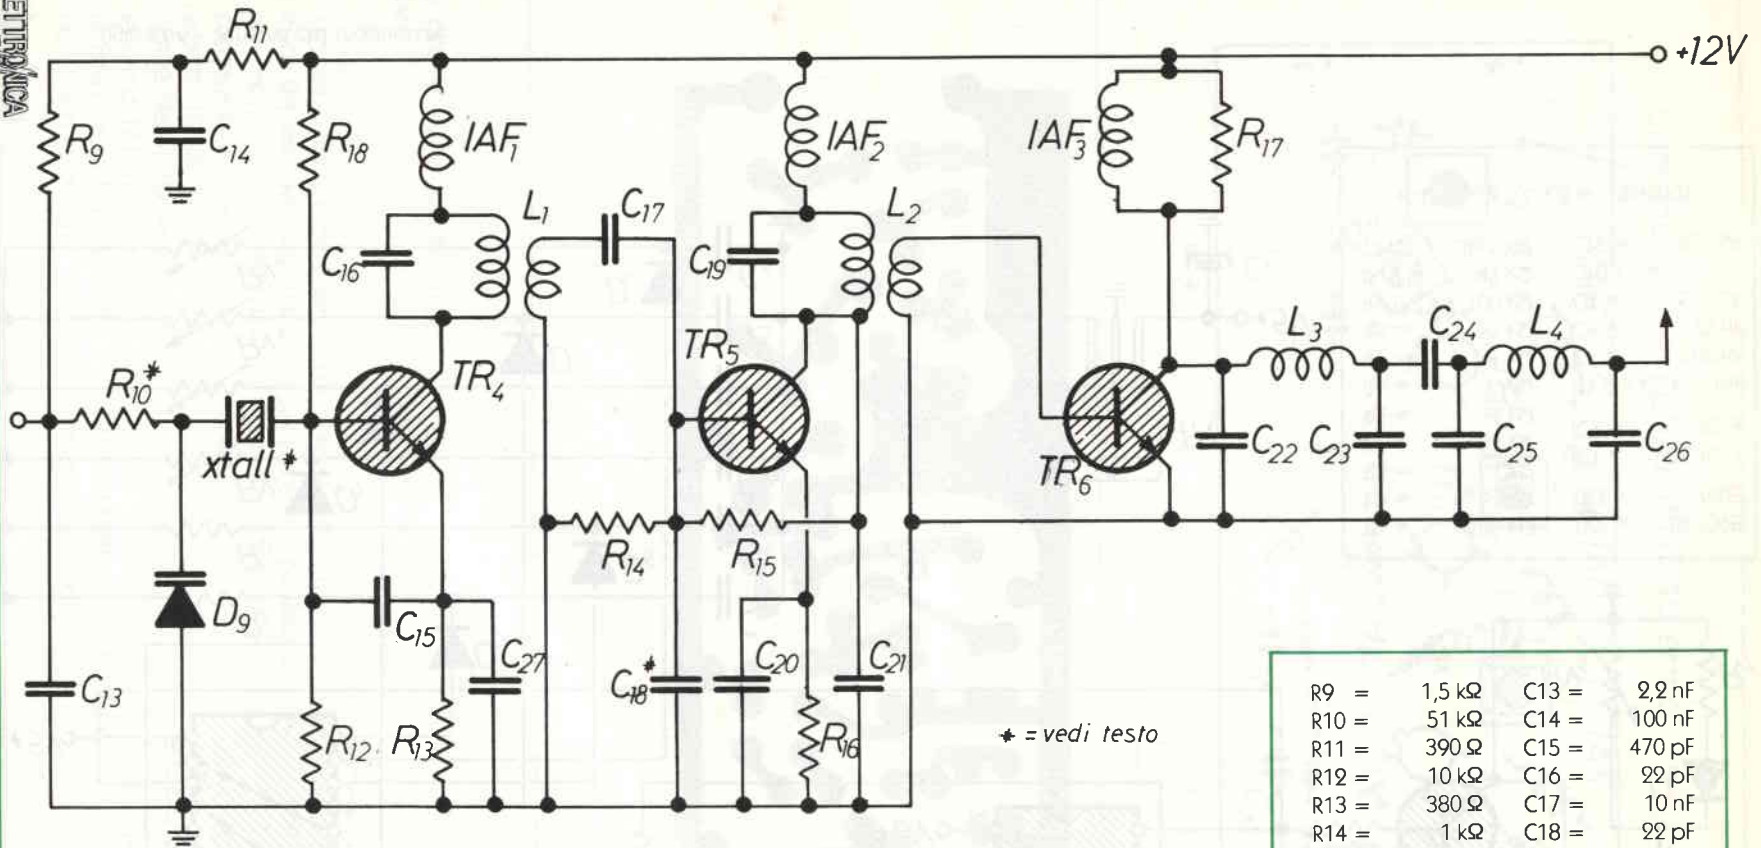 ELETTRONICA
R11
+12V
R9
C14
R18
IAF1
IAF2
IAF3
R17
L1
C17
L2
C16
C19
R10*
xtall *
TR4
TR5
TR6
L3
C24
L4
C22
C23
C25
C26
R14
R15
D9
C15
C27
C18*
C20
C21
C13
R12
R13
R16
* = vedi testo
R9 = 1,5 kΩ C13 = 2,2 nF
R10 = 51 kΩ C14 = 100 nF
R11 = 390 Ω C15 = 470 pF
R12 = 10 kΩ C16 = 22 pF
R13 = 380 Ω C17 = 10 nF
R14 = 1 kΩ C18 = 22 pF